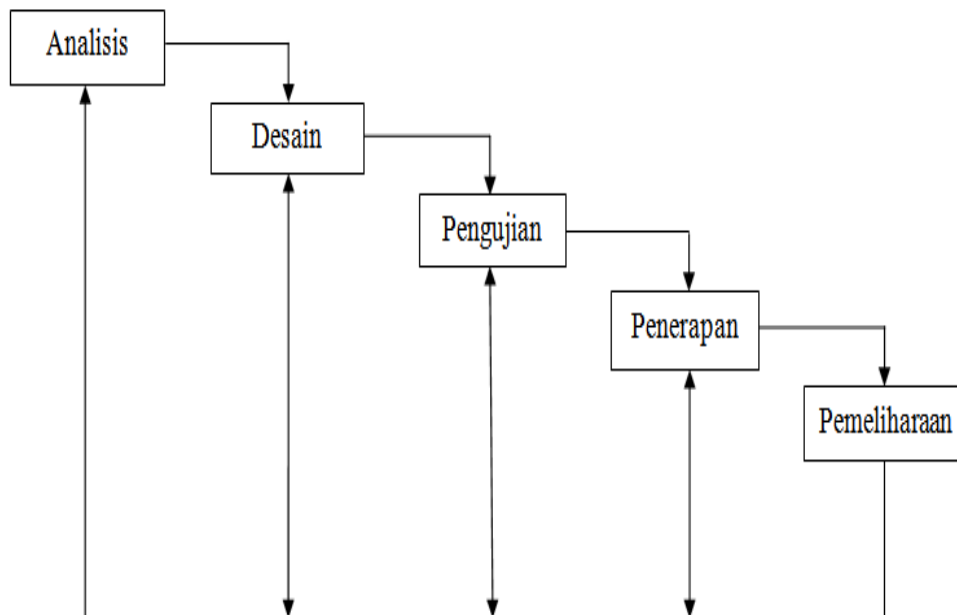 Analisis
Desain
Pengujian
Penerapan
Pemeliharaan